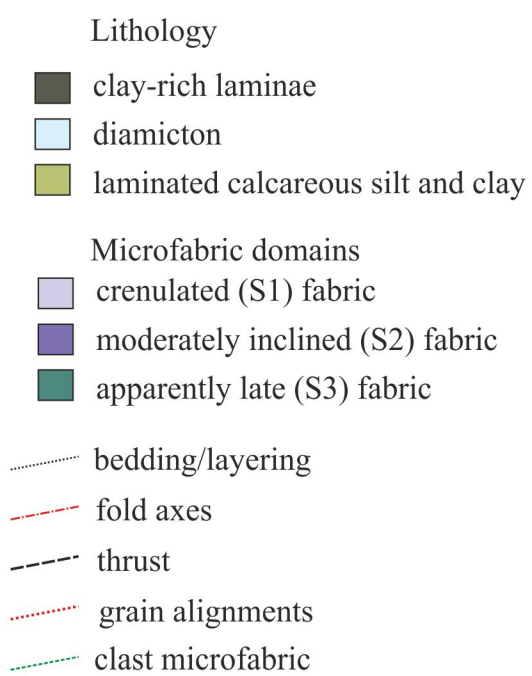 Lithology
clay-rich laminae
diamicton
laminated calcareous silt and clay
Microfabric domains
crenulated (S1) fabric
moderately inclined (S2) fabric
apparently late (S3) fabric
bedding/layering
fold axes
thrust
grain alignments
clast microfabric